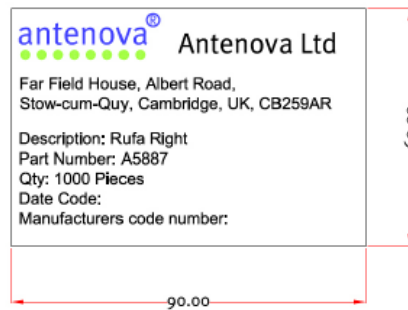 antenova®
Antenova Ltd
Far Field House, Albert Road,
Stow-cum-Quy, Cambridge, UK, CB259AR
Description: Rufa Right
Part Number: A5887
Qty: 1000 Pieces
Date Code:
Manufacturers code number:
90.00